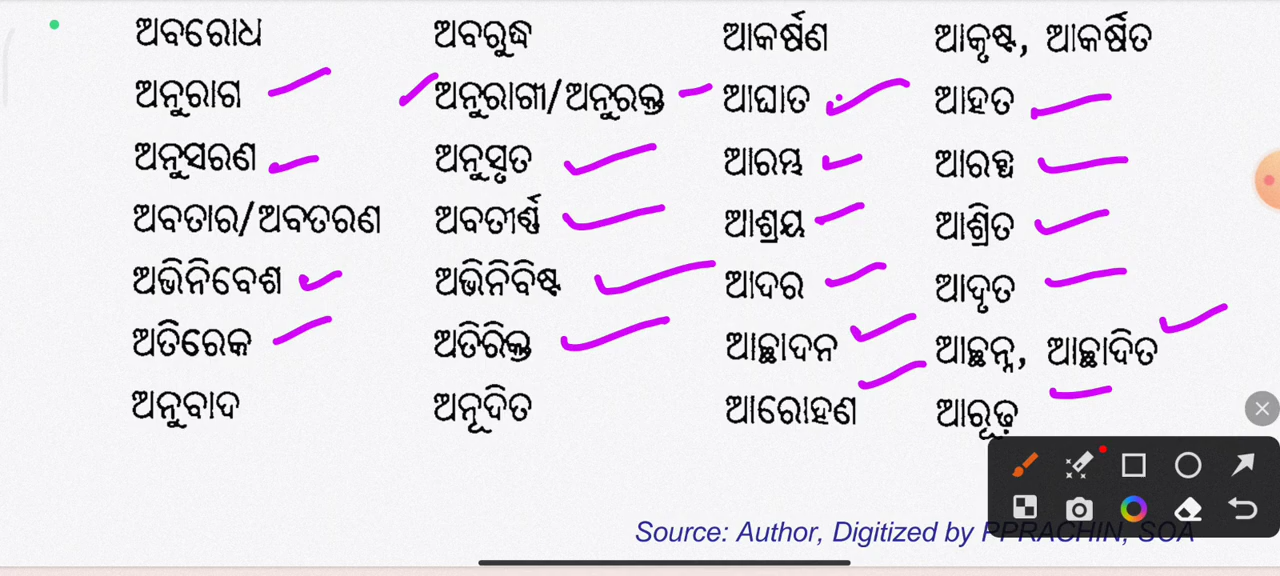 ଅବରୋଧ ଅବରୁଦ୍ଧ ଆକର୍ଷଣ ଆକୃଷ୍ଟ, ଆକର୍ଷିତ
ଅନୁରାଗ ଅନୁରାଗୀ/ଅନୁରକ୍ତ ଆଘାତ ଆହତ
ଅନୁସରଣ ଅନୁସୃତ ଆରମ୍ଭ ଆରବ୍ଧ
ଅବତାର/ଅବତରଣ ଅବତୀର୍ଣ୍ଣ ଆଶ୍ରୟ ଆଶ୍ରିତ
ଅଭିନିବେଶ ଅଭିନିବିଷ୍ଟ ଆଦର ଆଦୃତ
ଅତିରେକ ଅତିରିକ୍ତ ଆଚ୍ଛାଦନ ଆଚ୍ଛନ୍ନ, ଆଚ୍ଛାଦିତ
ଅନୁବାଦ ଅନୂଦିତ ଆରୋହଣ ଆରୂଢ଼
Source: Author, Digitized by PPRACHIN, SOA